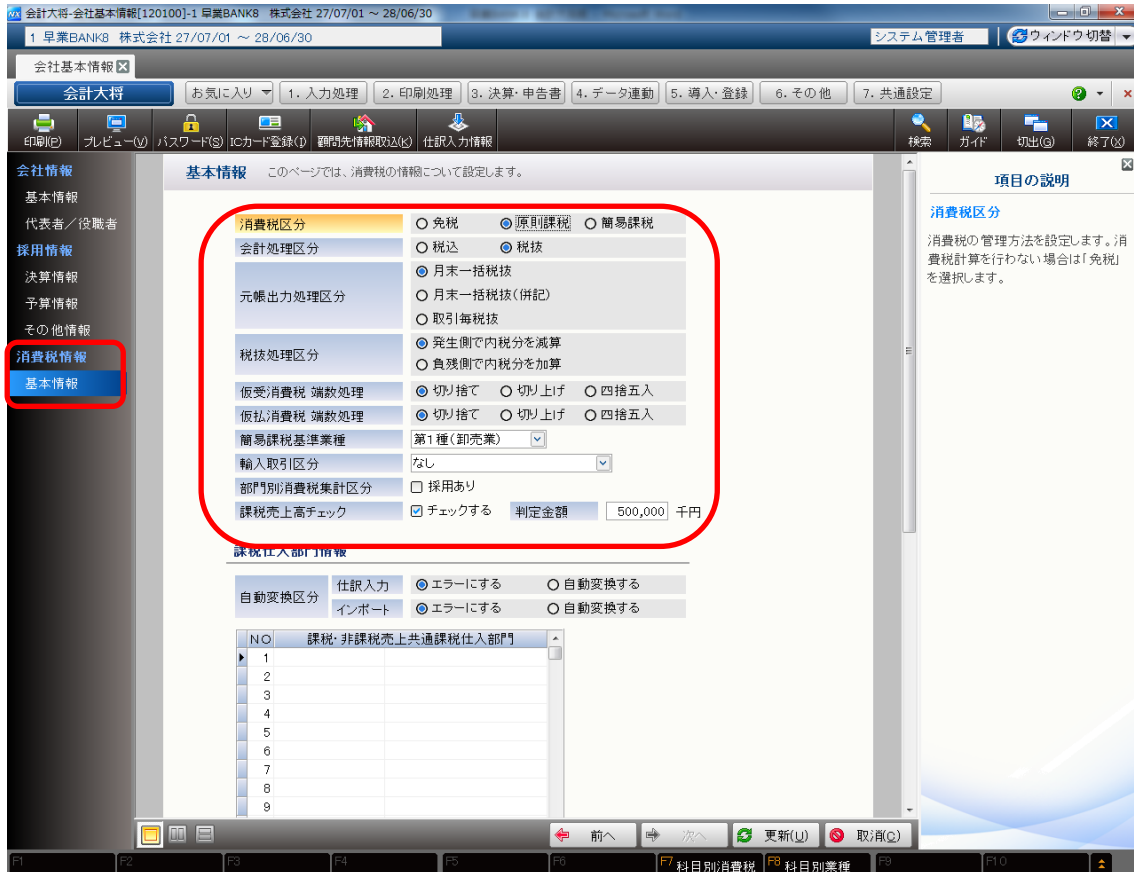 会計大将-会社基本情報[120100]-1 早業BANK8 株式会社 27/07/01 ～ 28/06/30
1 早業BANK8 株式会社 27/07/01 ～ 28/06/30
システム管理者
ウィンドウ切替
会社基本情報
会計大将
お気に入り 1. 入力処理 2. 印刷処理 3. 決算・申告書 4. データ連動 5. 導入・登録 6. その他 7. 共通設定
印刷(P) プレビュー(V) パスワード(S) ICカード登録(I) 顧問先情報取込(K) 仕訳入力情報 検索 ガイド 切出(G) 終了(X)
会社情報
基本情報
代表者／役職者
採用情報
決算情報
予算情報
その他情報
消費税情報
基本情報
基本情報 このページでは、消費税の情報について設定します。
消費税区分 免税 原則課税 簡易課税
会計処理区分 税込 税抜
元帳出力処理区分 月末一括税抜
月末一括税抜(併記)
取引毎税抜
税抜処理区分 発生側で内税分を減算
負残側で内税分を加算
仮受消費税 端数処理 切り捨て 切り上げ 四捨五入
仮払消費税 端数処理 切り捨て 切り上げ 四捨五入
簡易課税基準業種 第1種(卸売業)
輸入取引区分 なし
部門別消費税集計区分 採用あり
課税売上高チェック チェックする 判定金額 500,000 千円
課税仕入部門情報
自動変換区分 仕訳入力 エラーにする 自動変換する
インポート エラーにする 自動変換する
NO 課税・非課税売上共通課税仕入部門
1
2
3
4
5
6
7
8
9
項目の説明
消費税区分
消費税の管理方法を設定します。消
費税計算を行わない場合は「免税」
を選択します。
前へ 次へ 更新(U) 取消(C)
F1 F2 F3 F4 F5 F6 F7 科目別消費税 F8 科目別業種 F9 F10